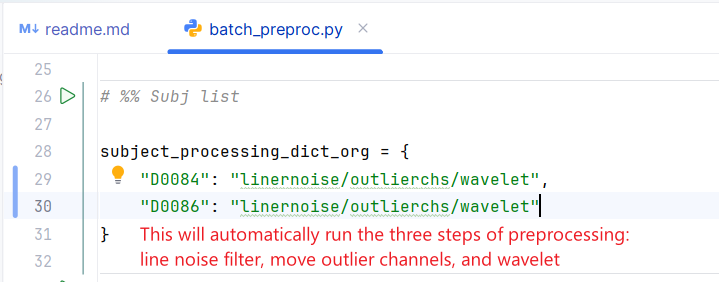 readme.md batch_preproc.py
25
26 # %% Subj list
27
28 subject_processing_dict_org = {
29 "D0084": "linernoise/outlierchs/wavelet",
30 "D0086": "linernoise/outlierchs/wavelet"
31 } This will automatically run the three steps of preprocessing:
32 line noise filter, move outlier channels, and wavelet